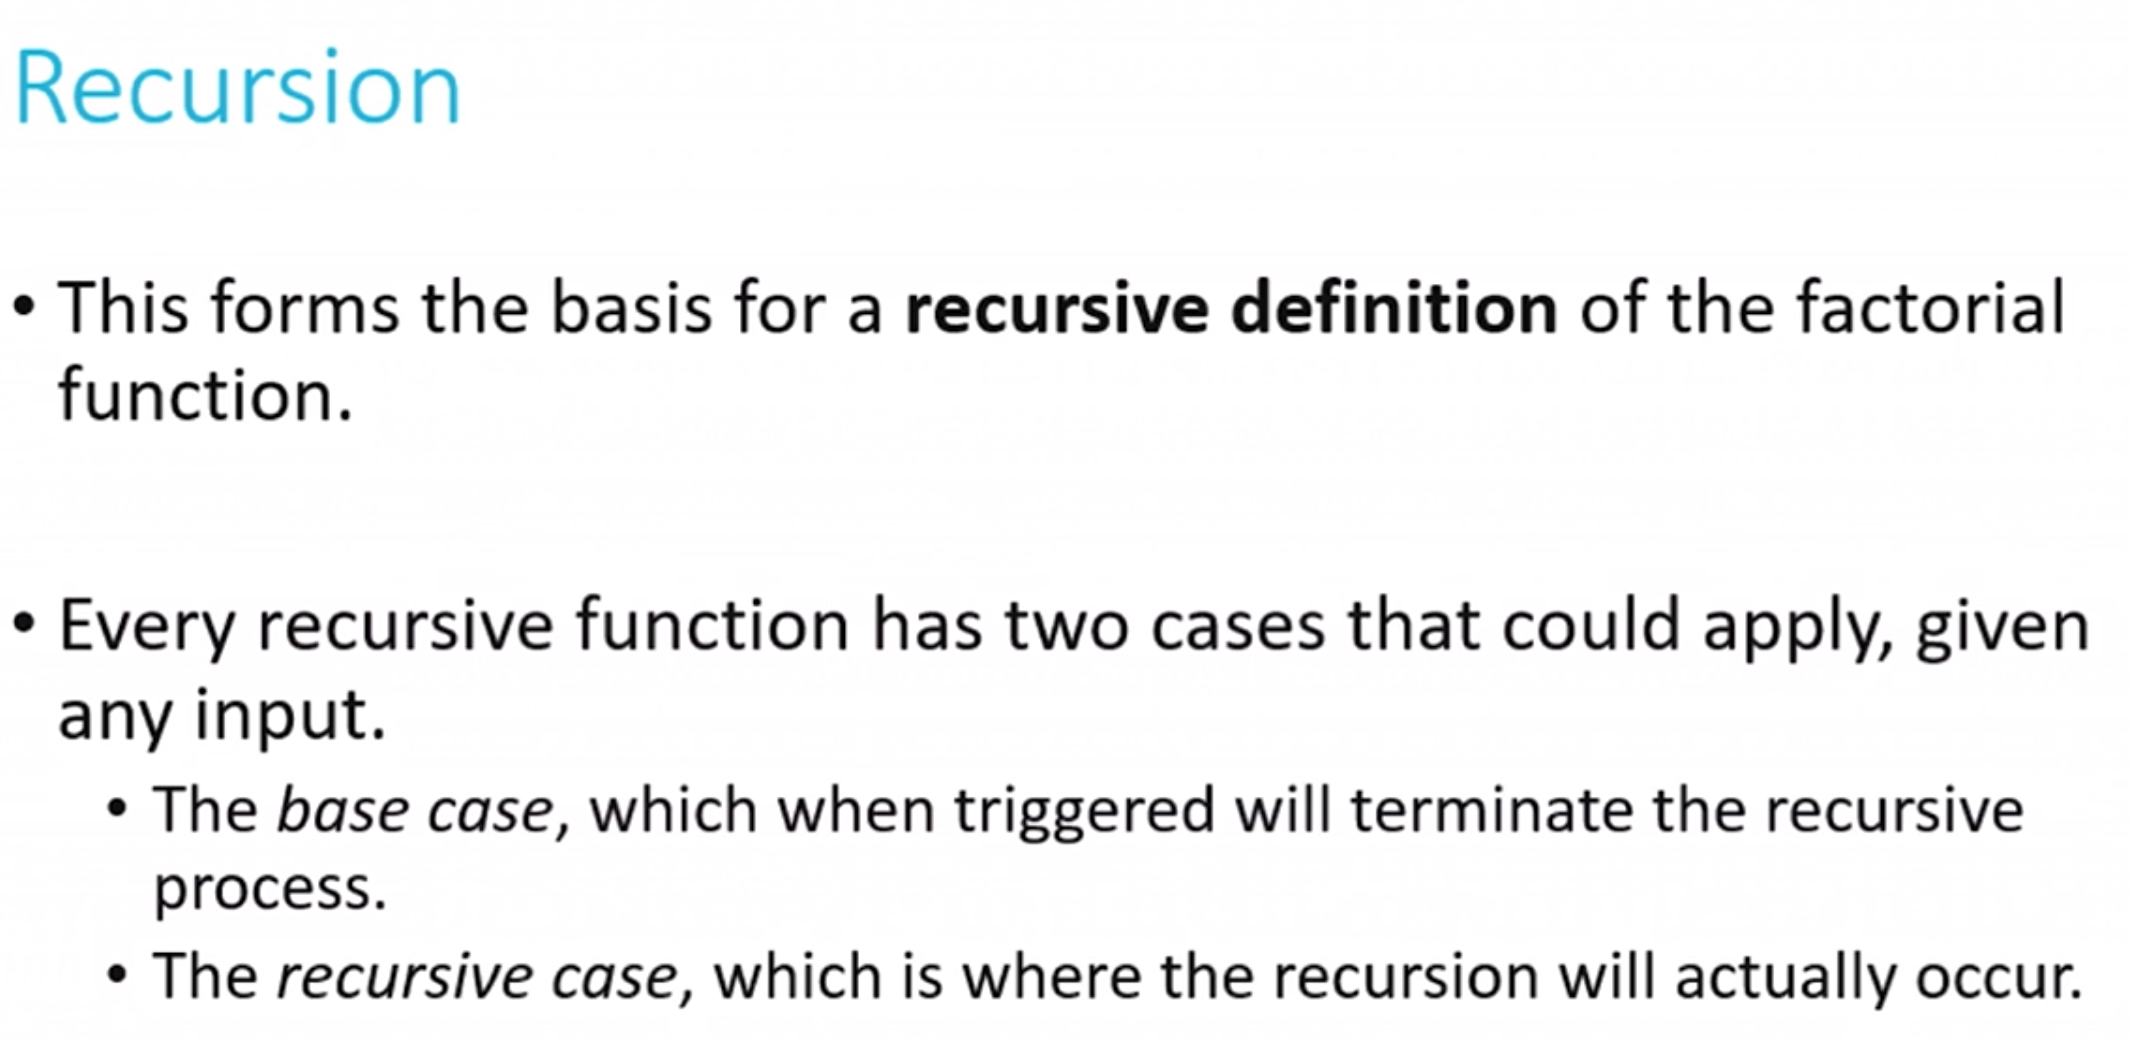 Recursion
• This forms the basis for a recursive definition of the factorial
function.
• Every recursive function has two cases that could apply, given
any input.
• The base case, which when triggered will terminate the recursive
process.
• The recursive case, which is where the recursion will actually occur.